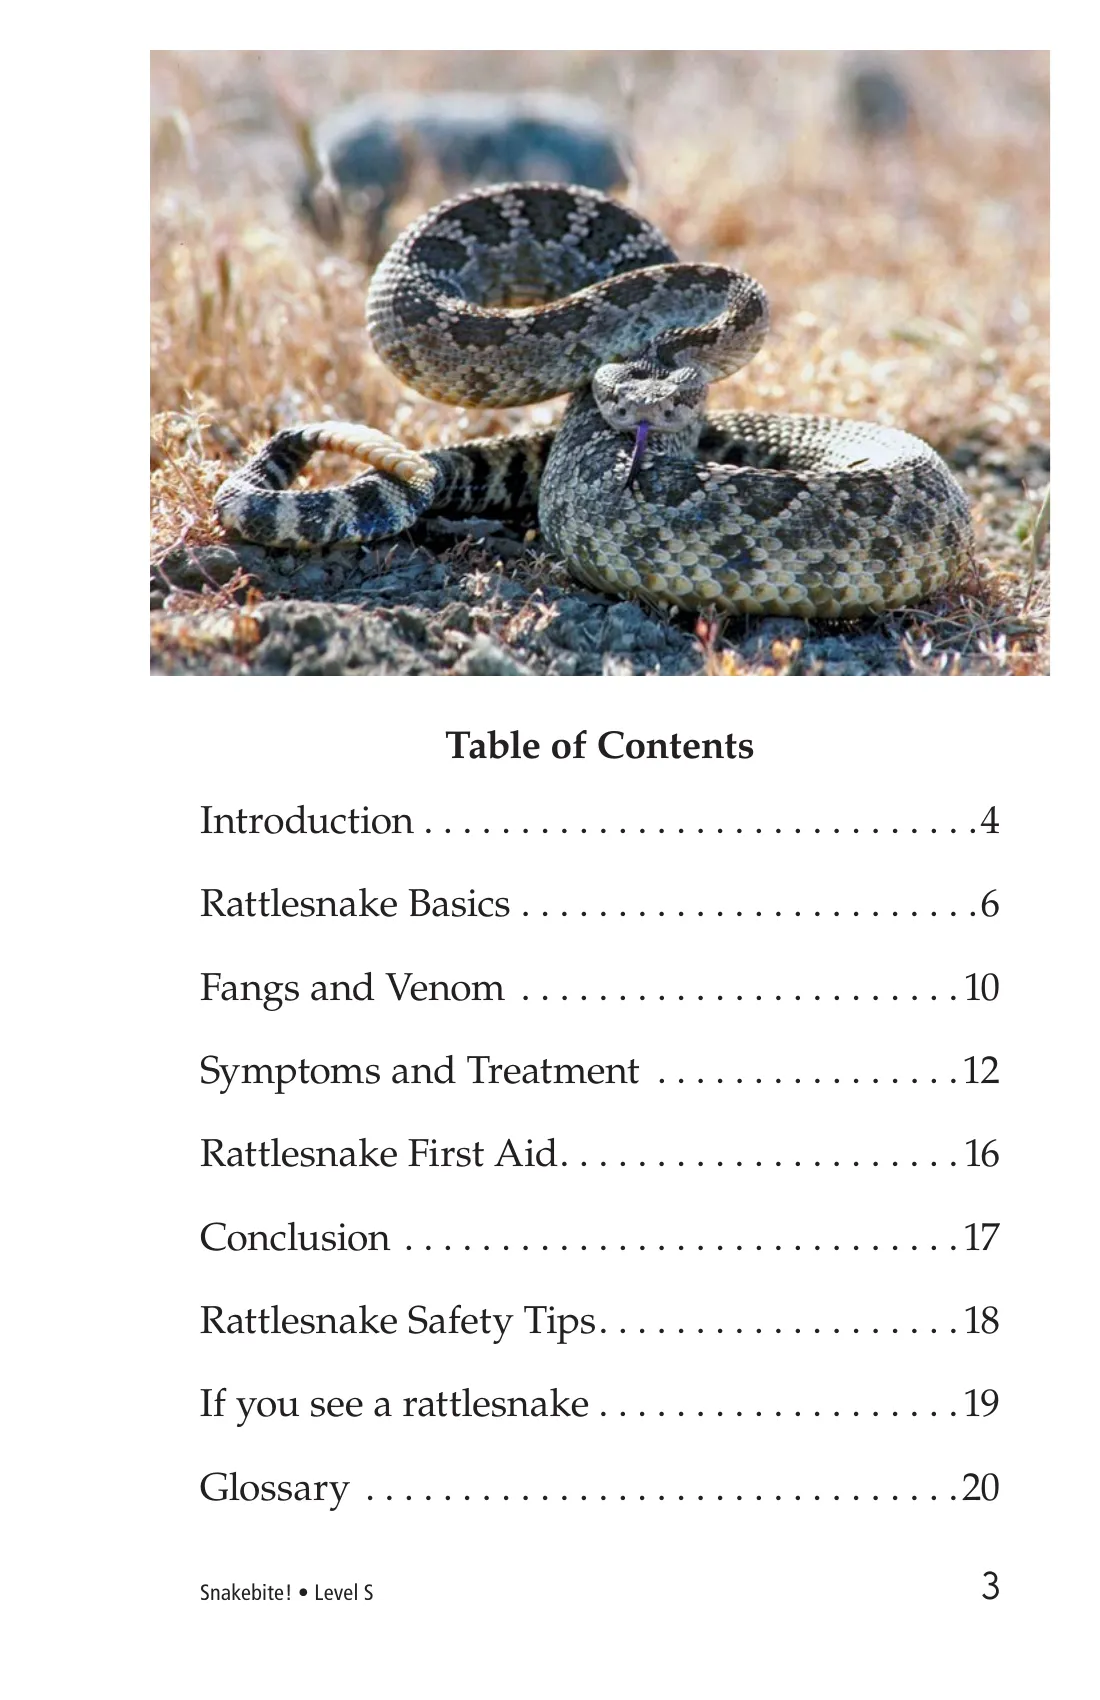 Table of Contents
Introduction . . . . . . . . . . . . . . . . . . . . . . . . . . . . .4
Rattlesnake Basics . . . . . . . . . . . . . . . . . . . . . . . .6
Fangs and Venom . . . . . . . . . . . . . . . . . . . . . . . 10
Symptoms and Treatment . . . . . . . . . . . . . . . . 12
Rattlesnake First Aid. . . . . . . . . . . . . . . . . . . . . 16
Conclusion . . . . . . . . . . . . . . . . . . . . . . . . . . . . . 17
Rattlesnake Safety Tips. . . . . . . . . . . . . . . . . . . 18
If you see a rattlesnake . . . . . . . . . . . . . . . . . . . 19
Glossary . . . . . . . . . . . . . . . . . . . . . . . . . . . . . . . 20
Snakebite! • Level S 3